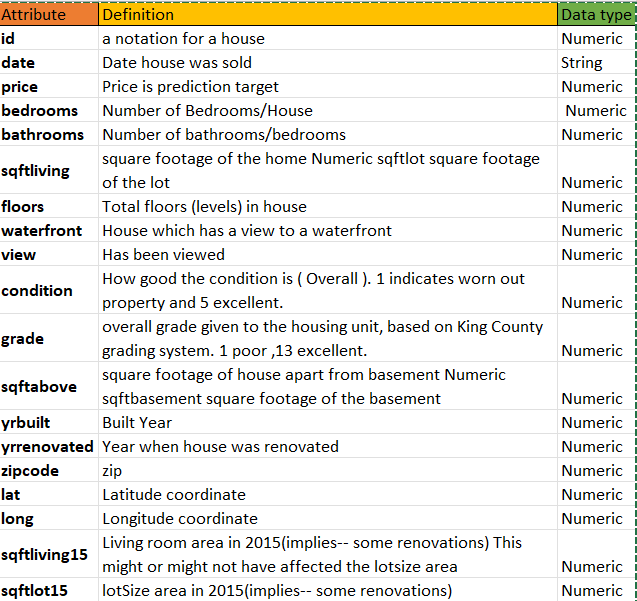 Attribute Definition Data type
id a notation for a house Numeric
date Date house was sold String
price Price is prediction target Numeric
bedrooms Number of Bedrooms/House Numeric
bathrooms Number of bathrooms/bedrooms Numeric
sqftliving square footage of the home Numeric sqftlot square footage
of the lot Numeric
floors Total floors (levels) in house Numeric
waterfront House which has a view to a waterfront Numeric
view Has been viewed Numeric
condition How good the condition is ( Overall ). 1 indicates worn out
property and 5 excellent. Numeric
grade overall grade given to the housing unit, based on King County
grading system. 1 poor ,13 excellent. Numeric
sqftabove square footage of house apart from basement Numeric
sqftbasement square footage of the basement Numeric
yrbuilt Built Year Numeric
yrrenovated Year when house was renovated Numeric
zipcode zip Numeric
lat Latitude coordinate Numeric
long Longitude coordinate Numeric
sqftliving15 Living room area in 2015(implies-- some renovations) This
might or might not have affected the lotsize area Numeric
sqftlot15 lotSize area in 2015(implies-- some renovations) Numeric